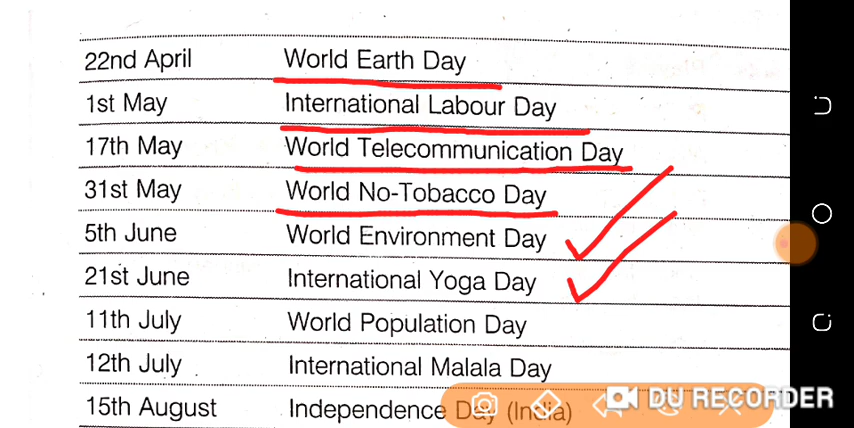 22nd April World Earth Day
1st May International Labour Day
17th May World Telecommunication Day
31st May World No-Tobacco Day
5th June World Environment Day
21st June International Yoga Day
11th July World Population Day
12th July International Malala Day
15th August Independence Day (India)
DU RECORDER